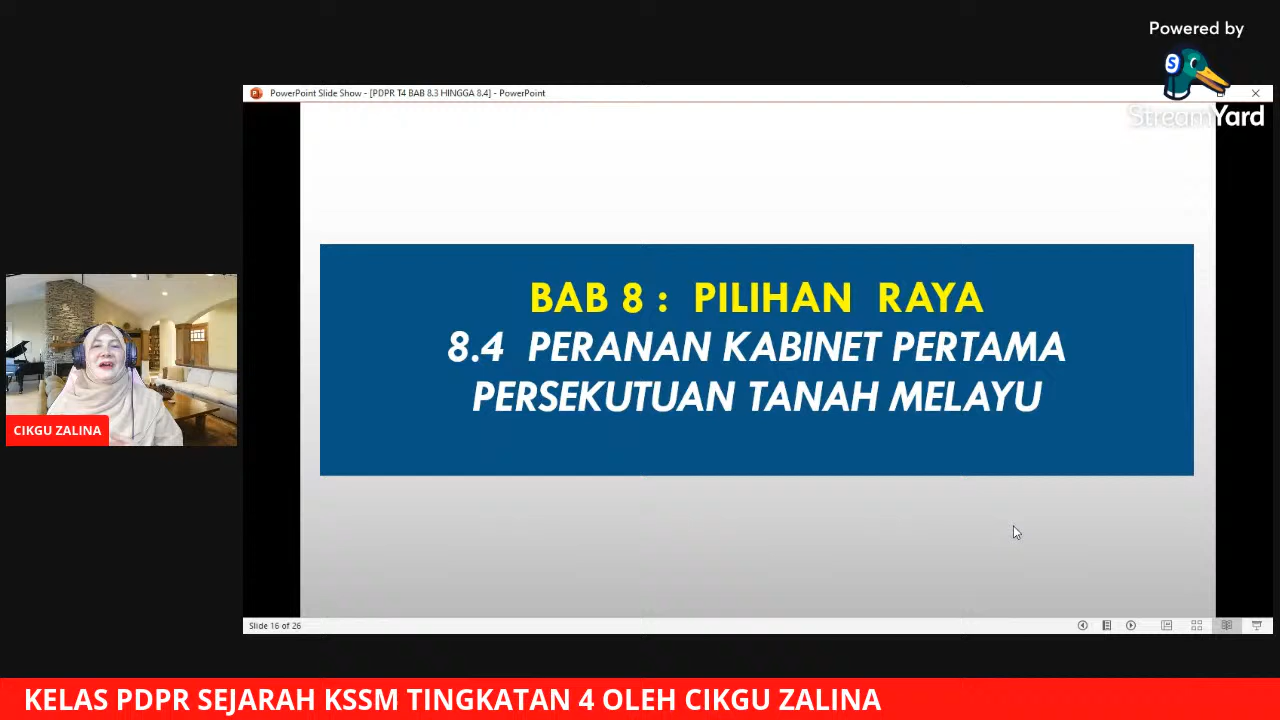 Powered by
StreamYard
PowerPoint Slide Show - [PDPR T4 BAB 8.3 HINGGA 8.4] - PowerPoint
BAB 8 : PILIHAN RAYA
8.4 PERANAN KABINET PERTAMA
PERSEKUTUAN TANAH MELAYU
CIKGU ZALINA
Slide 16 of 26
KELAS PDPR SEJARAH KSSM TINGKATAN 4 OLEH CIKGU ZALINA